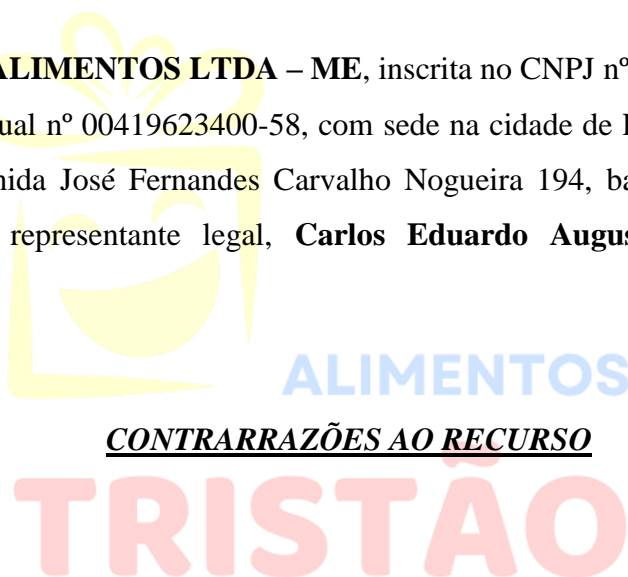 ALIMENTOS LTDA – ME, inscrita no CNPJ nº
ual nº 00419623400-58, com sede na cidade de
nida José Fernandes Carvalho Nogueira 194, ba
representante legal, Carlos Eduardo Augus
ALIMENTOS
CONTRARRAZÕES AO RECURSO
TRISTÃO